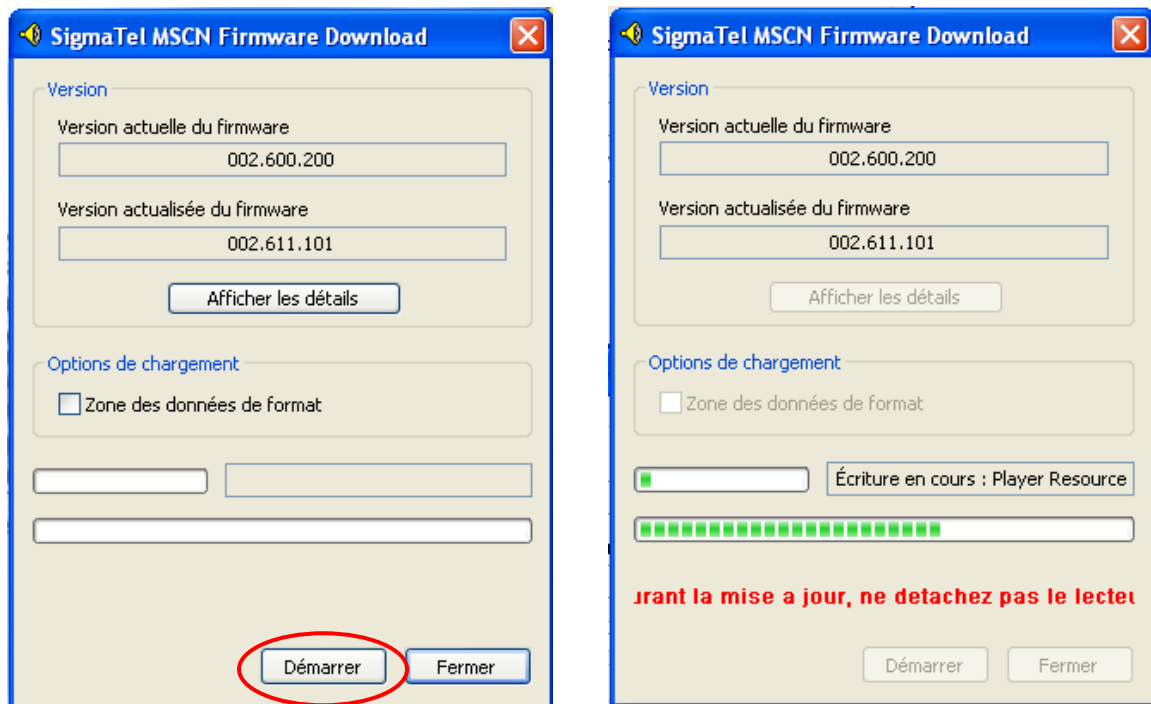 SigmaTel MSCN Firmware Download
Version
Version actuelle du firmware
002.600.200
Version actualisée du firmware
002.611.101
Afficher les détails
Options de chargement
Zone des données de format
Démarrer
Fermer
SigmaTel MSCN Firmware Download
Version
Version actuelle du firmware
002.600.200
Version actualisée du firmware
002.611.101
Afficher les détails
Options de chargement
Zone des données de format
Écriture en cours : Player Resource
la mise a jour, ne detachez pas le
Démarrer
Fermer